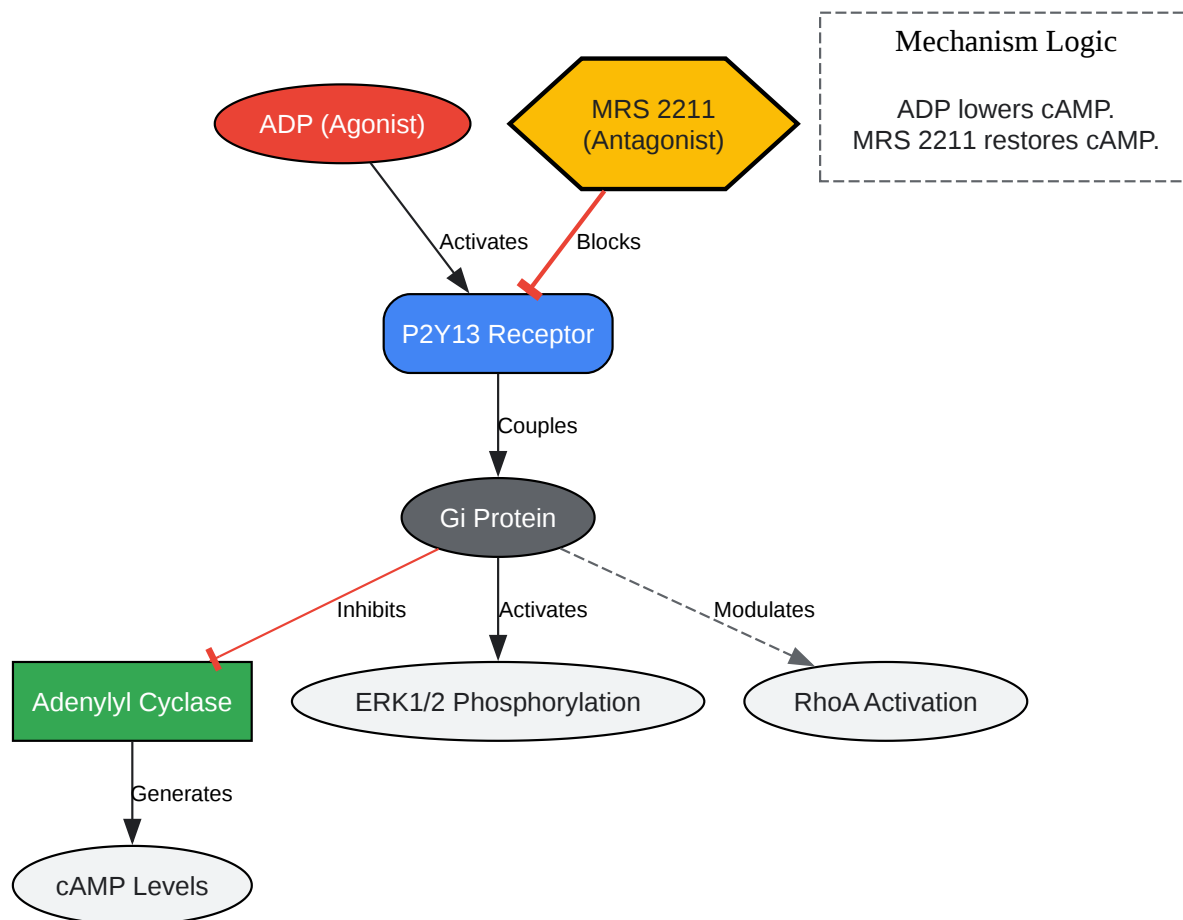 Mechanism Logic
ADP lowers cAMP.
MRS 2211 restores cAMP.
ADP (Agonist)
MRS 2211
(Antagonist)
Activates
Blocks
P2Y13 Receptor
Couples
Gi Protein
Inhibits
Activates
Modulates
Adenylyl Cyclase
ERK1/2 Phosphorylation
RhoA Activation
Generates
cAMP Levels